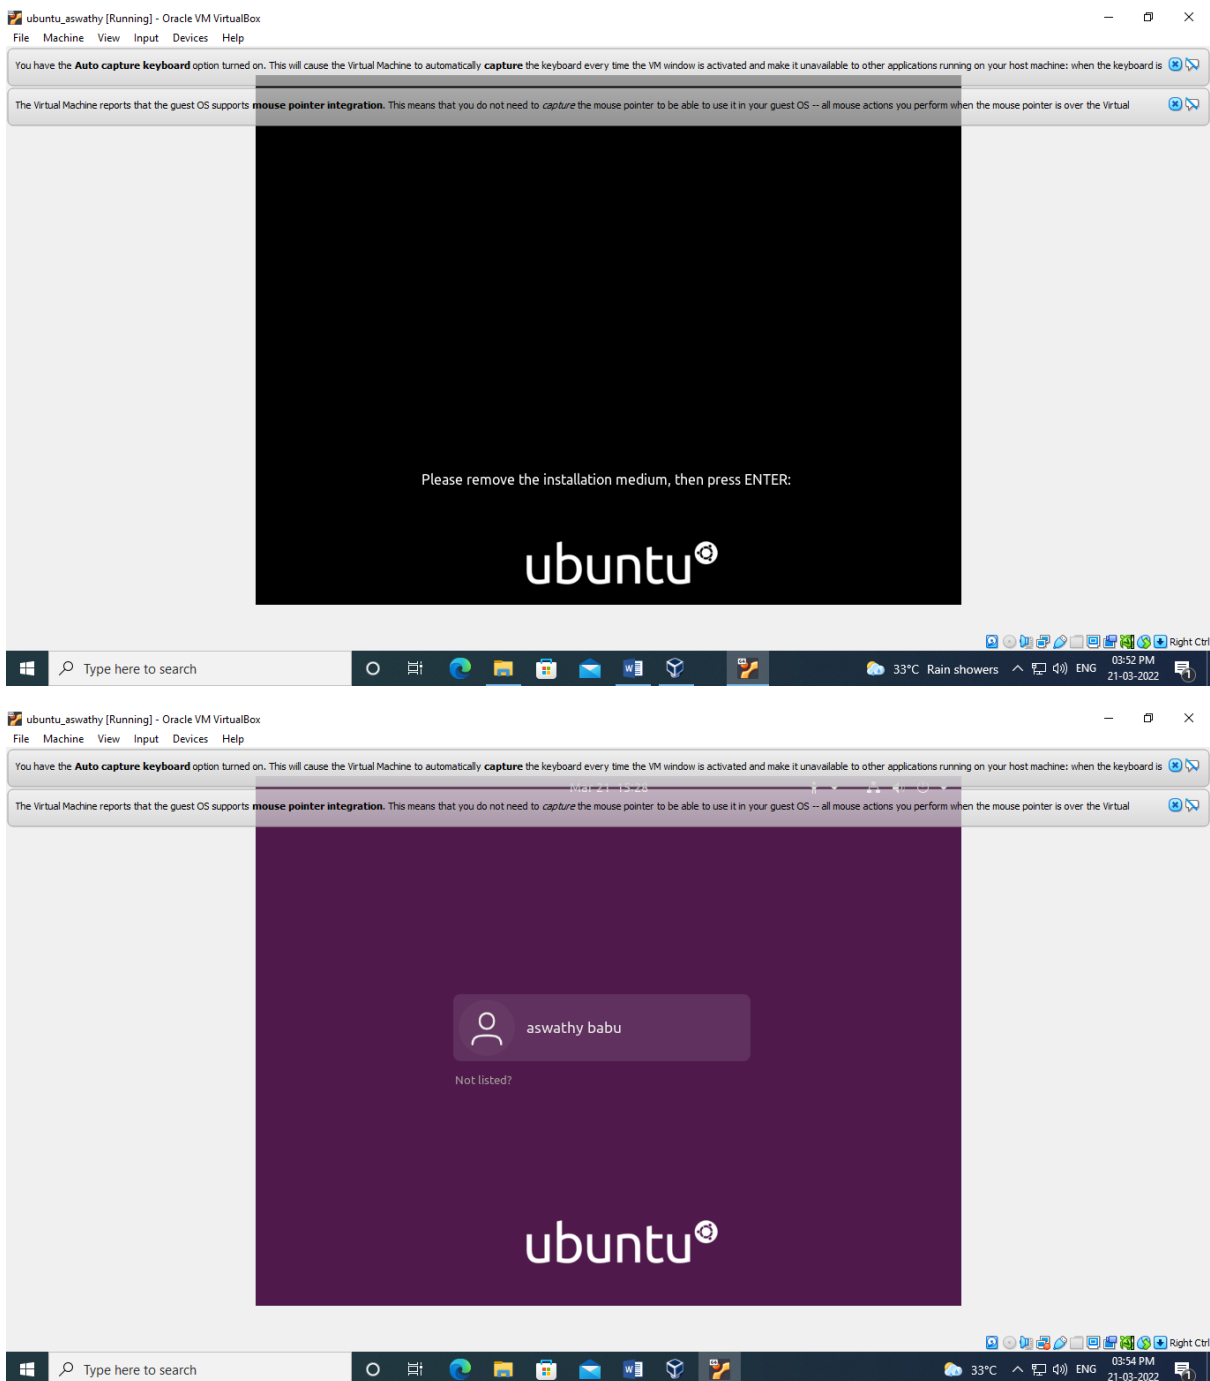 ubuntu_aswathy [Running] - Oracle VM VirtualBox
File Machine View Input Devices Help
You have the Auto capture keyboard option turned on. This will cause the Virtual Machine to automatically capture the keyboard every time the VM window is activated and make it unavailable to other applications running on your host machine: when the keyboard is
The Virtual Machine reports that the guest OS supports mouse pointer integration. This means that you do not need to capture the mouse pointer to be able to use it in your guest OS -- all mouse actions you perform when the mouse pointer is over the Virtual
Please remove the installation medium, then press ENTER:
ubuntu
Right Ctrl
Type here to search
33°C Rain showers
ENG
03:52 PM
21-03-2022
1
ubuntu_aswathy [Running] - Oracle VM VirtualBox
File Machine View Input Devices Help
You have the Auto capture keyboard option turned on. This will cause the Virtual Machine to automatically capture the keyboard every time the VM window is activated and make it unavailable to other applications running on your host machine: when the keyboard is
Mar 21 15:28
The Virtual Machine reports that the guest OS supports mouse pointer integration. This means that you do not need to capture the mouse pointer to be able to use it in your guest OS -- all mouse actions you perform when the mouse pointer is over the Virtual
aswathy babu
Not listed?
ubuntu
Right Ctrl
Type here to search
33°C
ENG
03:54 PM
21-03-2022
1